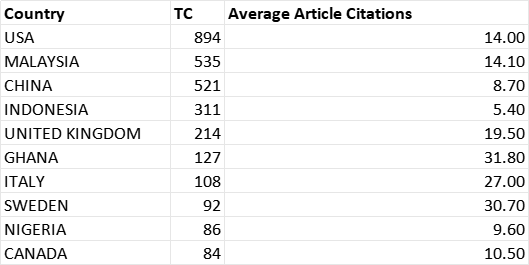 Country TC Average Article Citations
USA 894 14.00
MALAYSIA 535 14.10
CHINA 521 8.70
INDONESIA 311 5.40
UNITED KINGDOM 214 19.50
GHANA 127 31.80
ITALY 108 27.00
SWEDEN 92 30.70
NIGERIA 86 9.60
CANADA 84 10.50